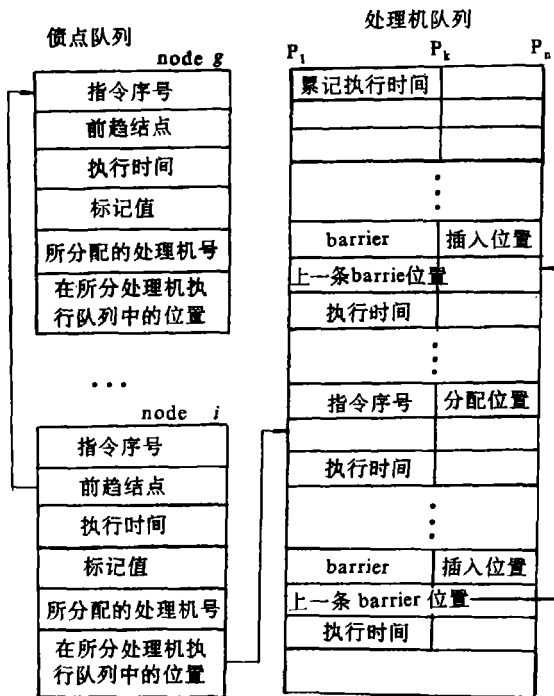 债点队列
node g
指令序号
前趋结点
执行时间
标记值
所分配的处理机号
在所分处理机执
行队列中的位置
...
node i
指令序号
前趋结点
执行时间
标记值
所分配的处理机号
在所分处理机执
行队列中的位置
处理机队列
P1 Pk Pn
累记执行时间
barrier 插入位置
上一条barrie位置
执行时间
指令序号 分配位置
执行时间
barrier 插入位置
上一条 barrier 位置
执行时间